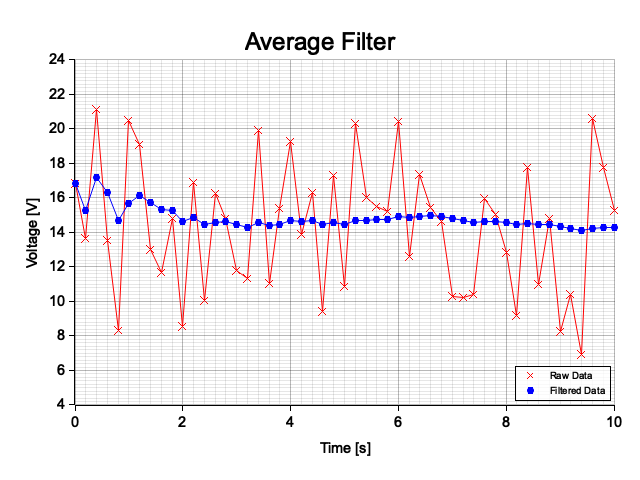 Average Filter
Voltage [V]
24
22
20
18
16
14
12
10
8
6
4
0 2 4 6 8 10
Time [s]
Raw Data
Filtered Data